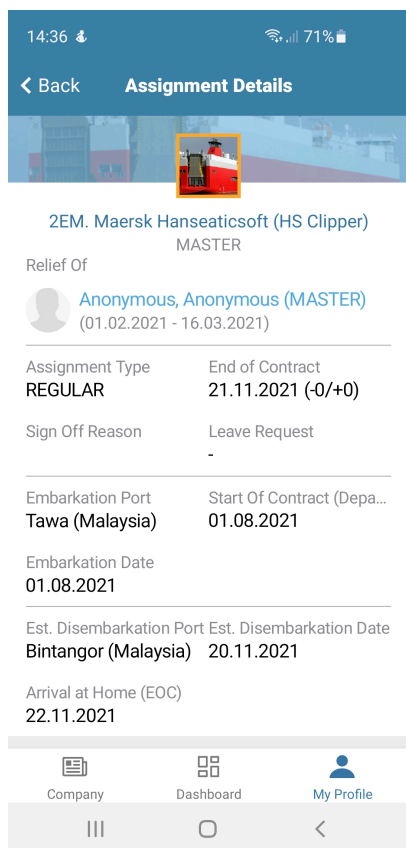 14:36 71%
Back Assignment Details
2EM. Maersk Hanseaticsoft (HS Clipper)
MASTER
Relief Of
Anonymous, Anonymous (MASTER)
(01.02.2021 - 16.03.2021)
Assignment Type End of Contract
REGULAR 21.11.2021 (-0/+0)
Sign Off Reason Leave Request
-
Embarkation Port Start Of Contract (Depa...
Tawa (Malaysia) 01.08.2021
Embarkation Date
01.08.2021
Est. Disembarkation Port Est. Disembarkation Date
Bintangor (Malaysia) 20.11.2021
Arrival at Home (EOC)
22.11.2021
Company Dashboard My Profile